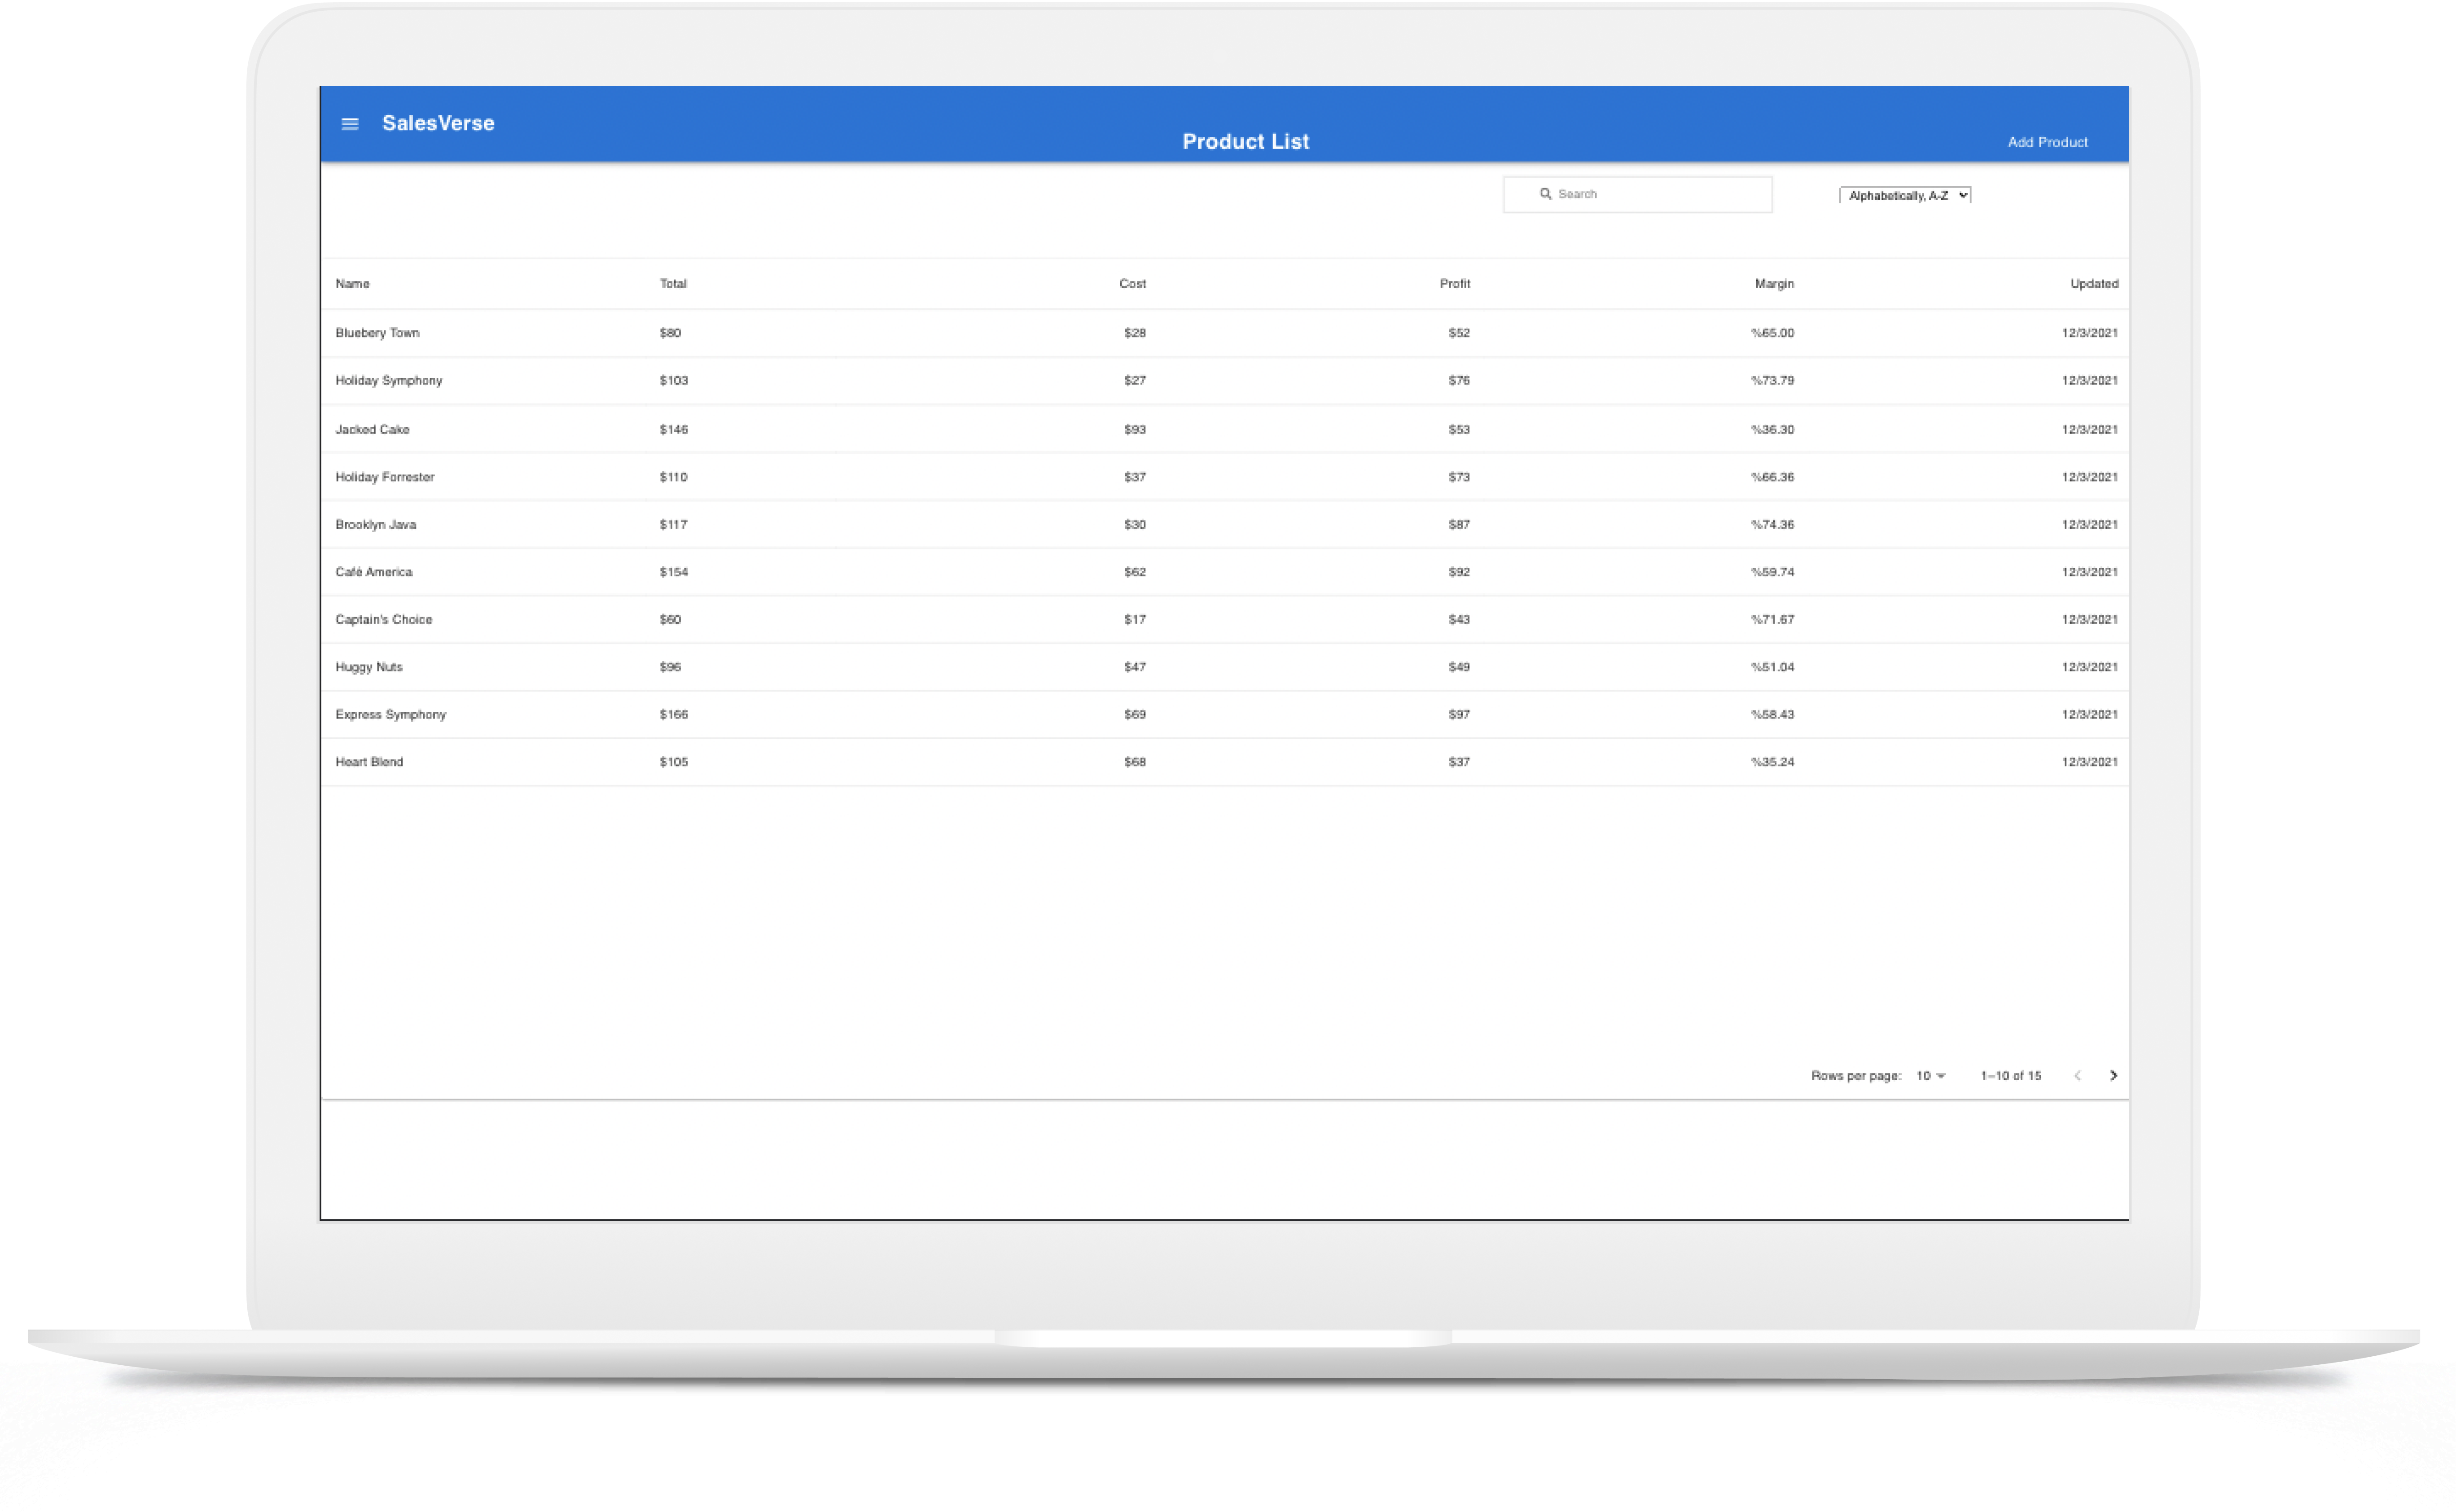 SalesVerse
Product List
Add Product
Search
Alphabetically, A-Z
Name Total Cost Profit Margin Updated
Bluebery Town $80 $28 $52 %65.00 12/3/2021
Holiday Symphony $103 $27 $76 %73.79 12/3/2021
Jacked Cake $146 $93 $53 %36.30 12/3/2021
Holiday Forrester $110 $37 $73 %66.36 12/3/2021
Brooklyn Java $117 $30 $87 %74.36 12/3/2021
Café America $154 $62 $92 %59.74 12/3/2021
Captain's Choice $60 $17 $43 %71.67 12/3/2021
Huggy Nuts $96 $47 $49 %51.04 12/3/2021
Express Symphony $166 $69 $97 %58.43 12/3/2021
Heart Blend $105 $68 $37 %35.24 12/3/2021
Rows per page: 10 1–10 of 15